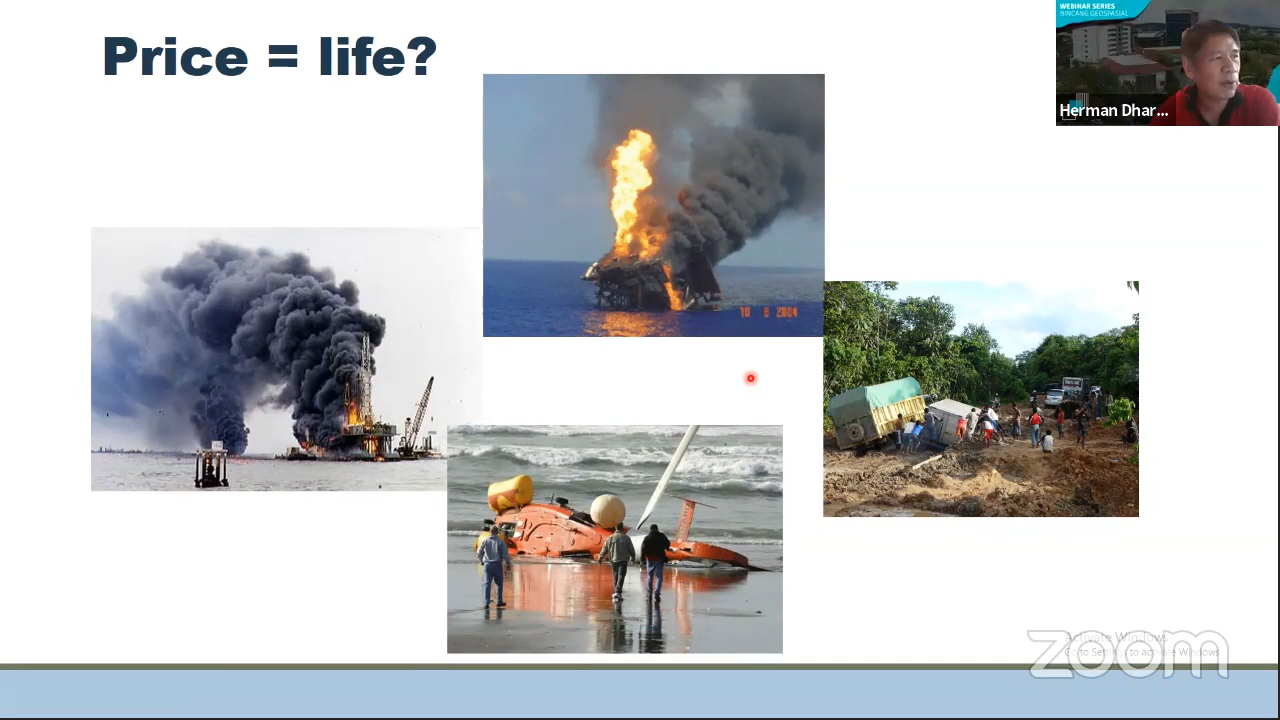 Price = life?
WEBINAR SERIES
BINCANG GEOSPASIAL
Herman Dhar...
10 8 2004
zoom
Activate Windows
Go to Settings to activate Windows.